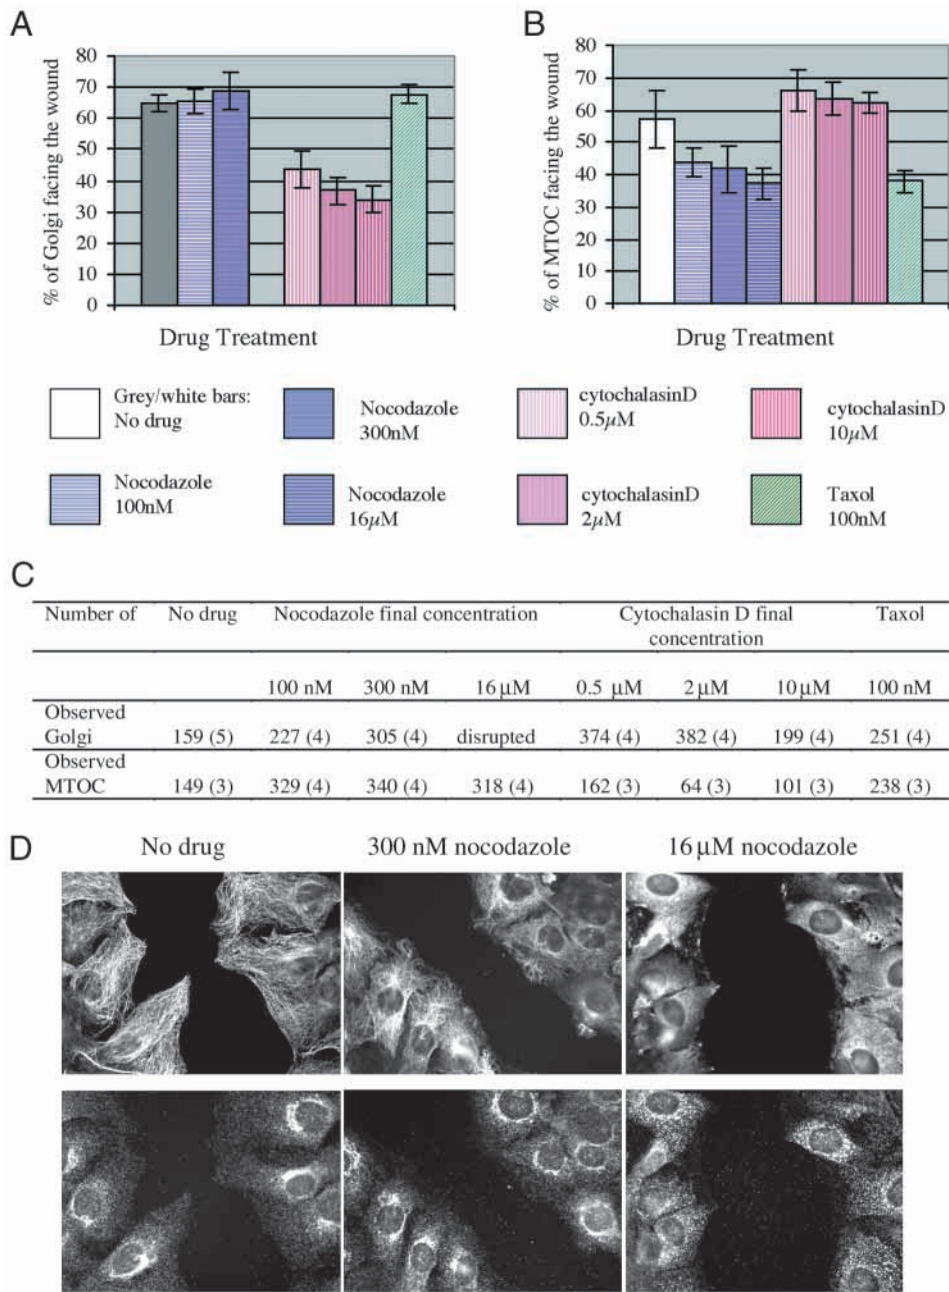 A
B
80
70
60
50
40
30
20
10
0
% of Golgi facing the wound
Drug Treatment
80
70
60
50
40
30
20
10
0
% of MTOC facing the wound
Drug Treatment
Grey/white bars:
No drug
Nocodazole
300nM
cytochalasinD
0.5μM
cytochalasinD
10μM
Nocodazole
100nM
Nocodazole
16μM
cytochalasinD
2μM
Taxol
100nM
C
Number of No drug Nocodazole final concentration Cytochalasin D final Taxol
concentration
100 nM 300 nM 16 μM 0.5 μM 2 μM 10 μM 100 nM
Observed
Golgi 159 (5) 227 (4) 305 (4) disrupted 374 (4) 382 (4) 199 (4) 251 (4)
Observed
MTOC 149 (3) 329 (4) 340 (4) 318 (4) 162 (3) 64 (3) 101 (3) 238 (3)
D
No drug 300 nM nocodazole 16 μM nocodazole